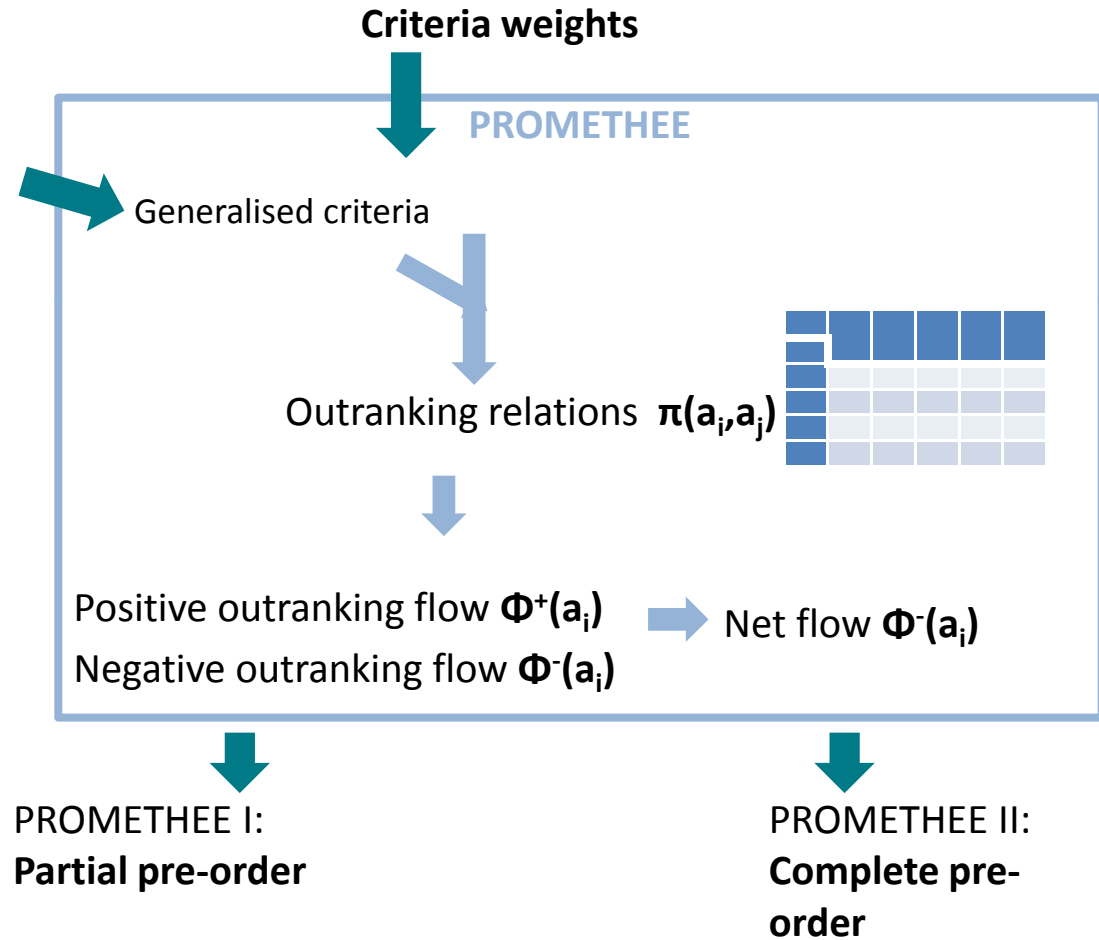 Criteria weights
PROMETHEE
Generalised criteria
Outranking relations π(aᵢ,aⱼ)
Positive outranking flow Φ⁺(aᵢ)
Net flow Φ⁻(aᵢ)
Negative outranking flow Φ⁻(aᵢ)
PROMETHEE I:
Partial pre-order
PROMETHEE II:
Complete pre-
order